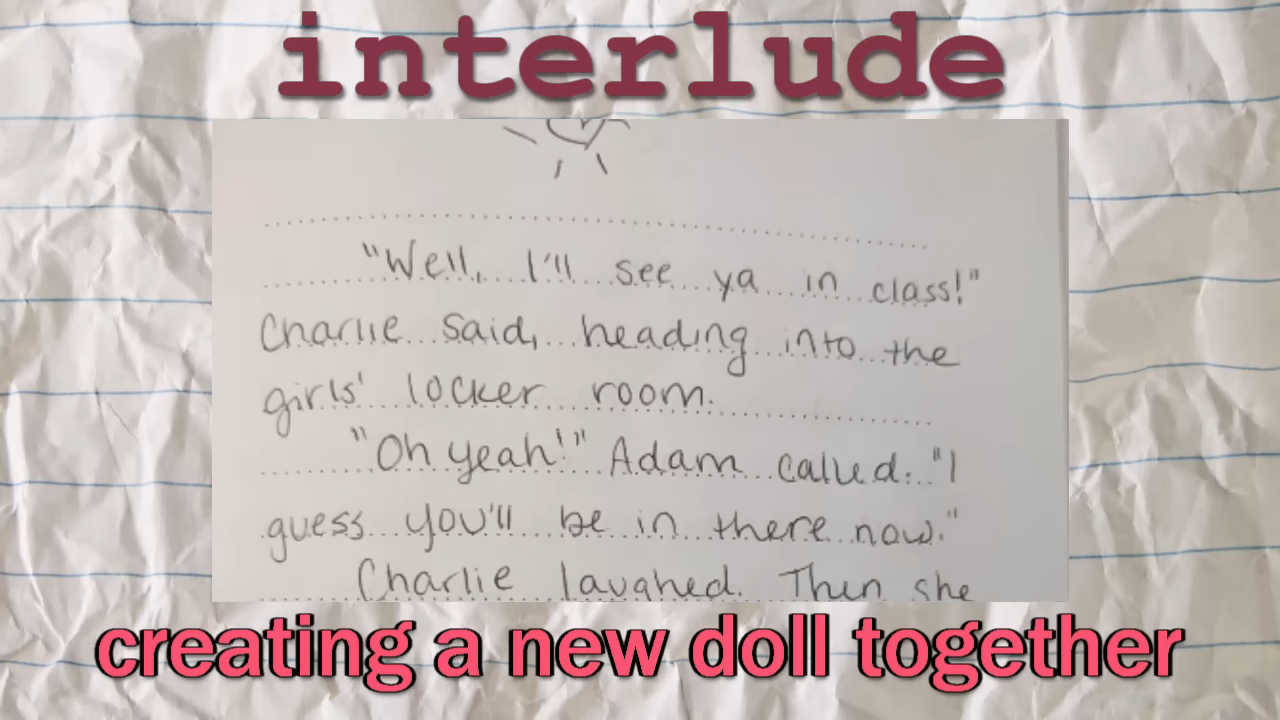 interlude
"Well, I'll see ya in class!"
Charlie said, heading into the
girls' locker room.
"Oh yeah!" Adam called. "I
guess you'll be in there now."
Charlie laughed. Then she
creating a new doll together